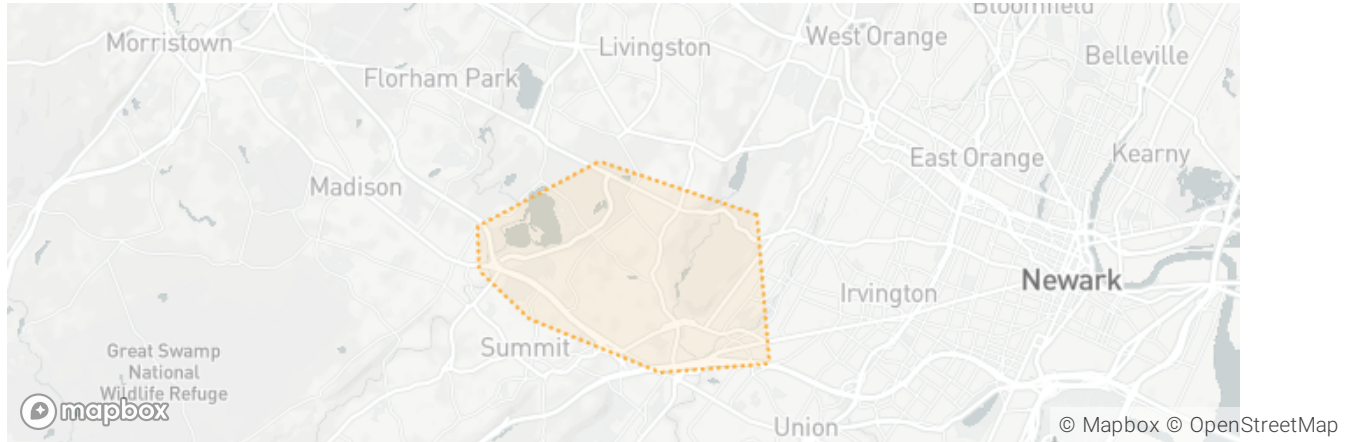 Bloomfield
Morristown
Livingston
West Orange
Belleville
Florham Park
East Orange
Kearny
Madison
Newark
Irvington
Summit
Great Swamp
National
Wildlife Refuge
mapbox
Union
© Mapbox © OpenStreetMap